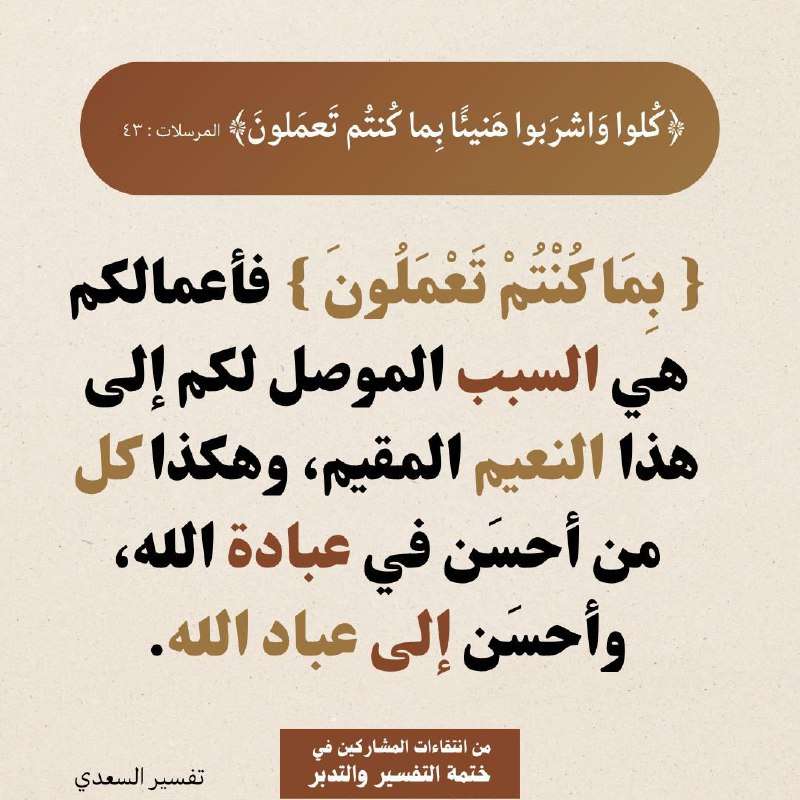 ﴿كُلوا وَاشرَبوا هَنيئًا بِما كُنتُم تَعمَلونَ﴾ المرسلات : ٤٣
{ بِمَا كُنْتُمْ تَعْمَلُونَ } فأعمالكم
هي السبب الموصل لكم إلى
هذا النعيم المقيم، وهكذا كل
من أحسَن في عبادة الله،
وأحسَن إلى عباد الله.
من انتقاءات المشاركين في
ختمة التفسير والتدبر
تفسير السعدي